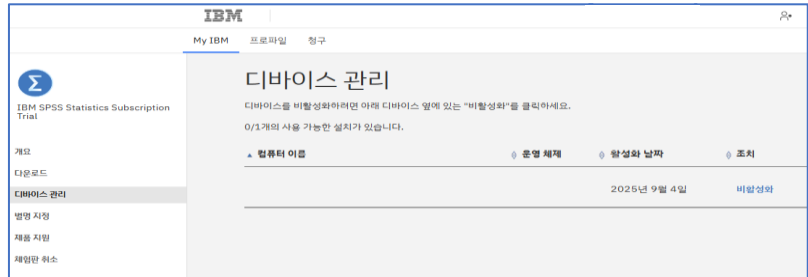 IBM
My IBM 프로파일 청구
Σ
IBM SPSS Statistics Subscription
Trial
개요
다운로드
디바이스 관리
별명 지정
제품 지원
체험판 취소
디바이스 관리
디바이스를 비활성화하려면 아래 디바이스 옆에 있는 "비활성화"를 클릭하세요.
0/1개의 사용 가능한 설치가 있습니다.
컴퓨터 이름 운영 체제 활성화 날짜 조치
2025년 9월 4일 비활성화